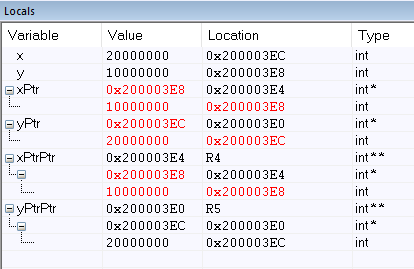 Locals
Variable Value Location Type
x 20000000 0x200003EC int
y 10000000 0x200003E8 int
xPtr 0x200003E8 0x200003E4 int*
10000000 0x200003E8 int
yPtr 0x200003EC 0x200003E0 int*
20000000 0x200003EC int
xPtrPtr 0x200003E4 R4 int**
0x200003E8 0x200003E4 int*
10000000 0x200003E8 int
yPtrPtr 0x200003E0 R5 int**
0x200003EC 0x200003E0 int*
20000000 0x200003EC int